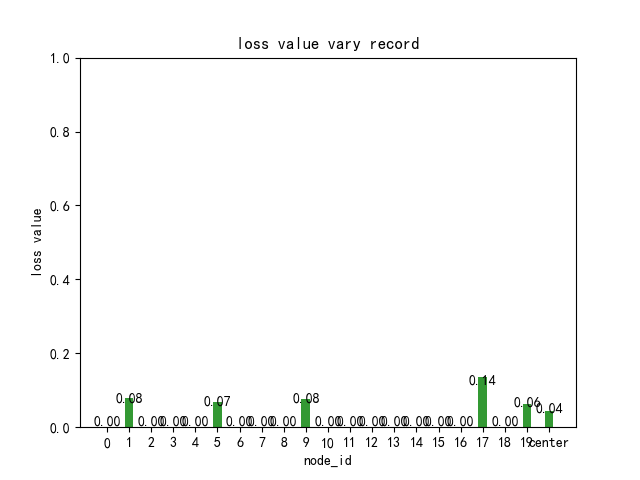 loss value vary record
1.0
0.8
0.6
0.4
0.2
0.0
loss value
0.00 0.08 0.00 0.00 0.00 0.07 0.00 0.00 0.00 0.08 0.00 0.00 0.00 0.00 0.00 0.00 0.00 0.14 0.00 0.06 0.04
0 1 2 3 4 5 6 7 8 9 10 11 12 13 14 15 16 17 18 19 center
node_id